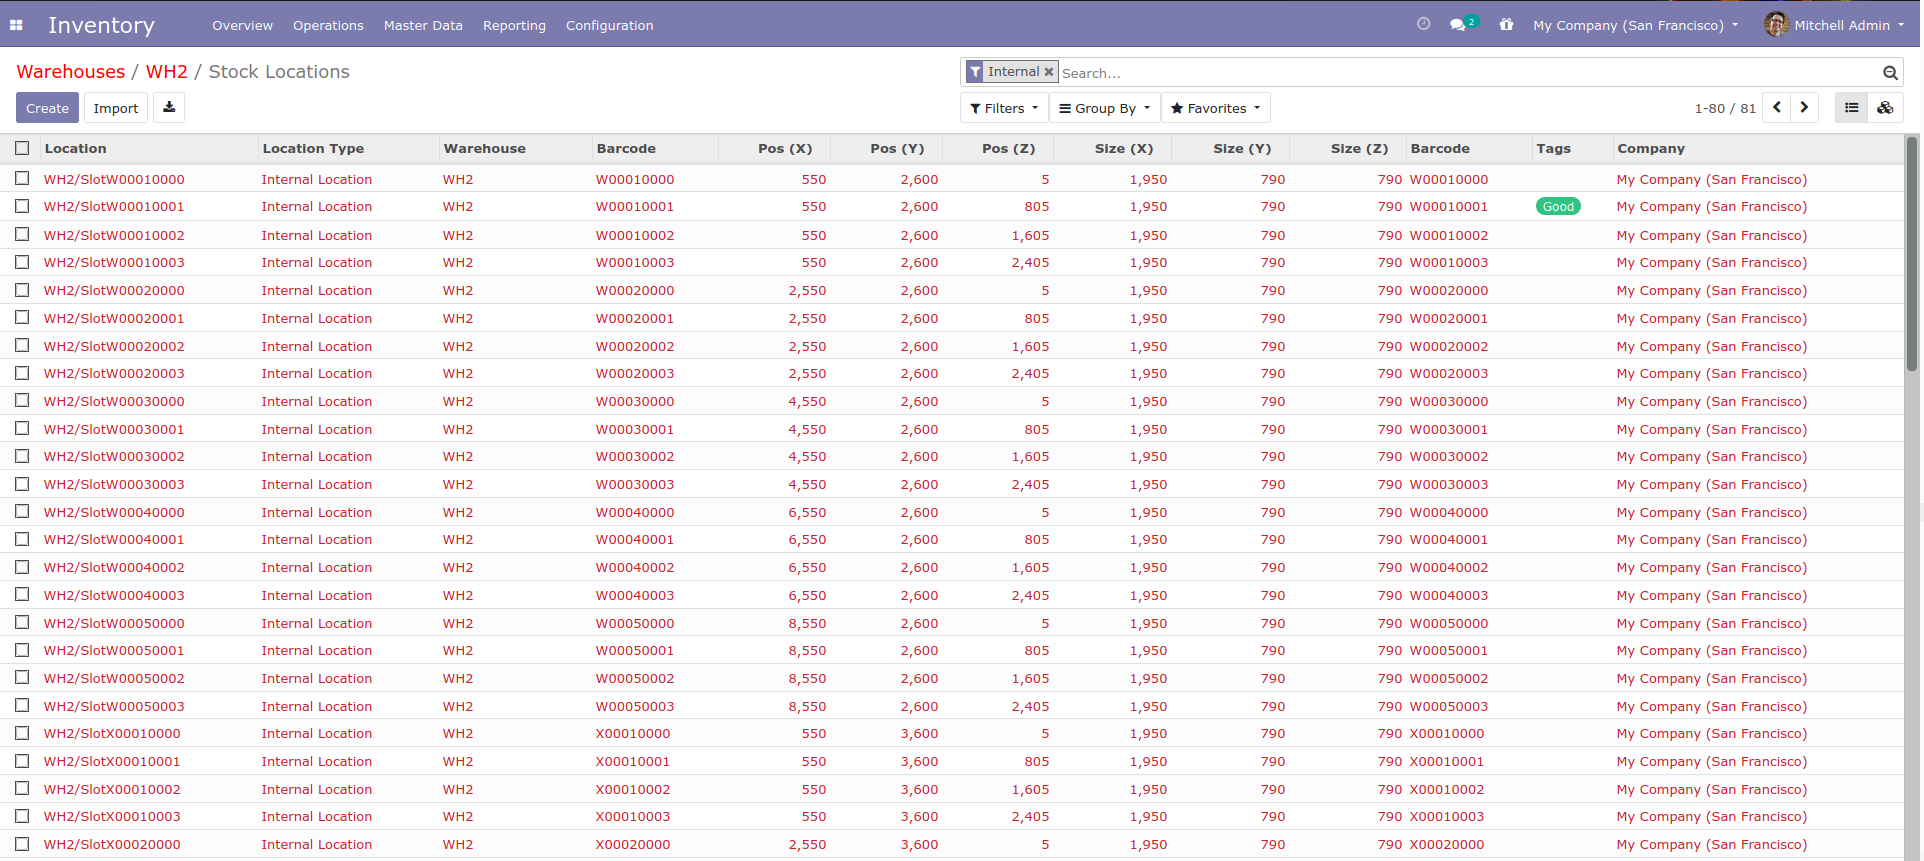 Inventory Overview Operations Master Data Reporting Configuration 2 My Company (San Francisco) Mitchell Admin
Warehouses / WH2 / Stock Locations Internal Search...
Create Import Filters Group By Favorites 1-80 / 81
Location Location Type Warehouse Barcode Pos (X) Pos (Y) Pos (Z) Size (X) Size (Y) Size (Z) Barcode Tags Company
WH2/SlotW00010000 Internal Location WH2 W00010000 550 2,600 5 1,950 790 790 W00010000 My Company (San Francisco)
WH2/SlotW00010001 Internal Location WH2 W00010001 550 2,600 805 1,950 790 790 W00010001 Good My Company (San Francisco)
WH2/SlotW00010002 Internal Location WH2 W00010002 550 2,600 1,605 1,950 790 790 W00010002 My Company (San Francisco)
WH2/SlotW00010003 Internal Location WH2 W00010003 550 2,600 2,405 1,950 790 790 W00010003 My Company (San Francisco)
WH2/SlotW00020000 Internal Location WH2 W00020000 2,550 2,600 5 1,950 790 790 W00020000 My Company (San Francisco)
WH2/SlotW00020001 Internal Location WH2 W00020001 2,550 2,600 805 1,950 790 790 W00020001 My Company (San Francisco)
WH2/SlotW00020002 Internal Location WH2 W00020002 2,550 2,600 1,605 1,950 790 790 W00020002 My Company (San Francisco)
WH2/SlotW00020003 Internal Location WH2 W00020003 2,550 2,600 2,405 1,950 790 790 W00020003 My Company (San Francisco)
WH2/SlotW00030000 Internal Location WH2 W00030000 4,550 2,600 5 1,950 790 790 W00030000 My Company (San Francisco)
WH2/SlotW00030001 Internal Location WH2 W00030001 4,550 2,600 805 1,950 790 790 W00030001 My Company (San Francisco)
WH2/SlotW00030002 Internal Location WH2 W00030002 4,550 2,600 1,605 1,950 790 790 W00030002 My Company (San Francisco)
WH2/SlotW00030003 Internal Location WH2 W00030003 4,550 2,600 2,405 1,950 790 790 W00030003 My Company (San Francisco)
WH2/SlotW00040000 Internal Location WH2 W00040000 6,550 2,600 5 1,950 790 790 W00040000 My Company (San Francisco)
WH2/SlotW00040001 Internal Location WH2 W00040001 6,550 2,600 805 1,950 790 790 W00040001 My Company (San Francisco)
WH2/SlotW00040002 Internal Location WH2 W00040002 6,550 2,600 1,605 1,950 790 790 W00040002 My Company (San Francisco)
WH2/SlotW00040003 Internal Location WH2 W00040003 6,550 2,600 2,405 1,950 790 790 W00040003 My Company (San Francisco)
WH2/SlotW00050000 Internal Location WH2 W00050000 8,550 2,600 5 1,950 790 790 W00050000 My Company (San Francisco)
WH2/SlotW00050001 Internal Location WH2 W00050001 8,550 2,600 805 1,950 790 790 W00050001 My Company (San Francisco)
WH2/SlotW00050002 Internal Location WH2 W00050002 8,550 2,600 1,605 1,950 790 790 W00050002 My Company (San Francisco)
WH2/SlotW00050003 Internal Location WH2 W00050003 8,550 2,600 2,405 1,950 790 790 W00050003 My Company (San Francisco)
WH2/SlotX00010000 Internal Location WH2 X00010000 550 3,600 5 1,950 790 790 X00010000 My Company (San Francisco)
WH2/SlotX00010001 Internal Location WH2 X00010001 550 3,600 805 1,950 790 790 X00010001 My Company (San Francisco)
WH2/SlotX00010002 Internal Location WH2 X00010002 550 3,600 1,605 1,950 790 790 X00010002 My Company (San Francisco)
WH2/SlotX00010003 Internal Location WH2 X00010003 550 3,600 2,405 1,950 790 790 X00010003 My Company (San Francisco)
WH2/SlotX00020000 Internal Location WH2 X00020000 2,550 3,600 5 1,950 790 790 X00020000 My Company (San Francisco)